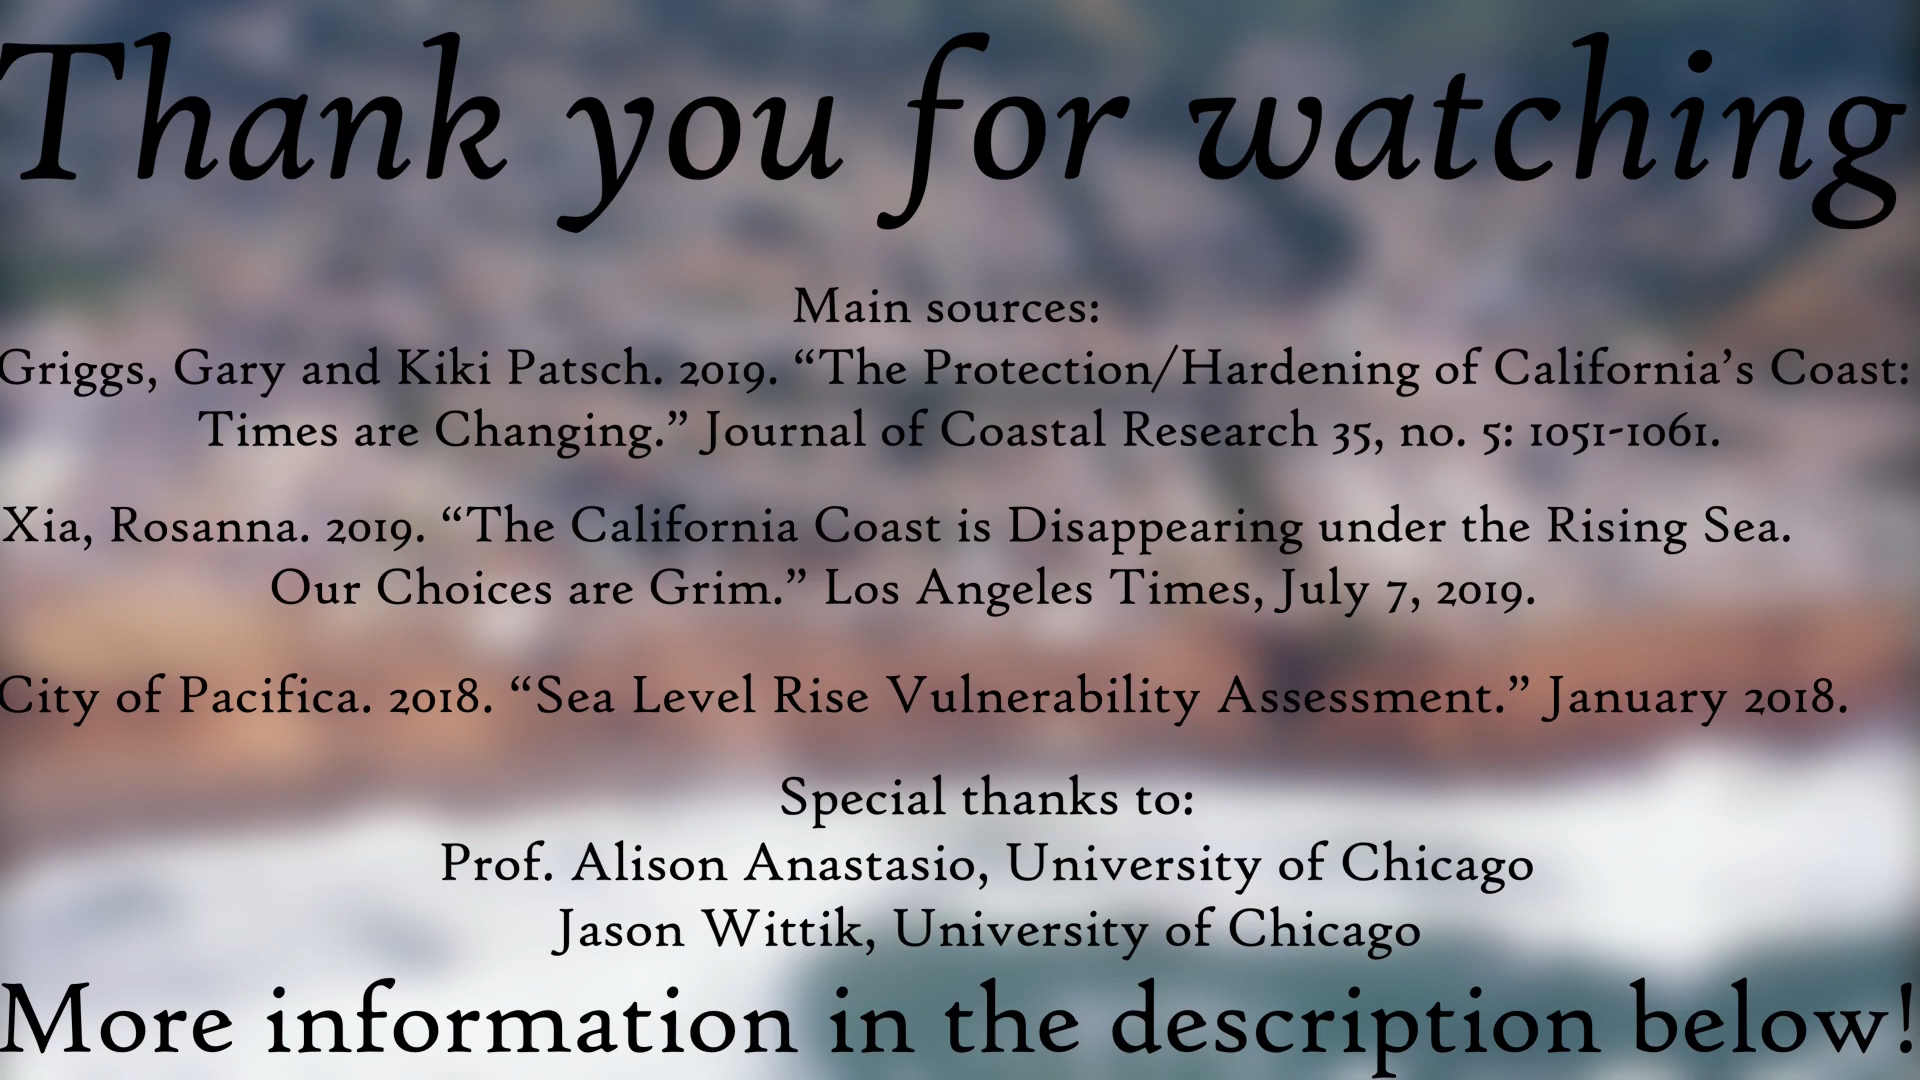 Thank you for watching
Main sources:
Griggs, Gary and Kiki Patsch. 2019. “The Protection/Hardening of California’s Coast:
Times are Changing.” Journal of Coastal Research 35, no. 5: 1051-1061.
Xia, Rosanna. 2019. “The California Coast is Disappearing under the Rising Sea.
Our Choices are Grim.” Los Angeles Times, July 7, 2019.
City of Pacifica. 2018. “Sea Level Rise Vulnerability Assessment.” January 2018.
Special thanks to:
Prof. Alison Anastasio, University of Chicago
Jason Wittik, University of Chicago
More information in the description below!